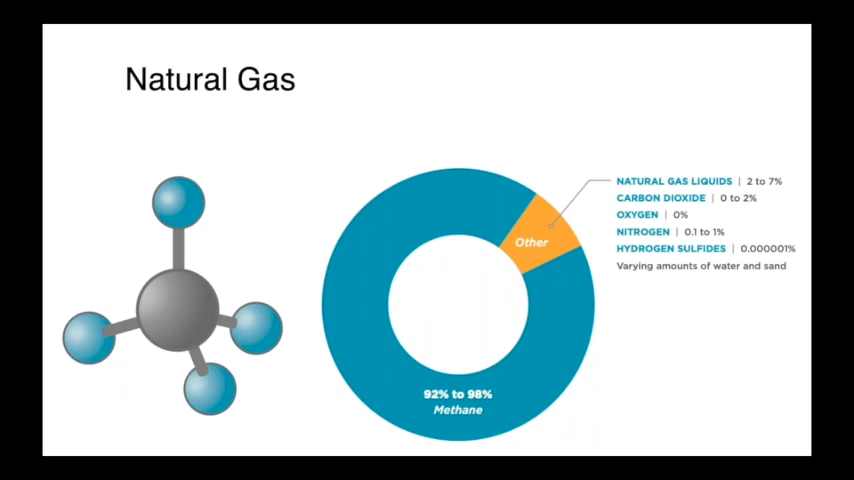 Natural Gas
NATURAL GAS LIQUIDS | 2 to 7%
CARBON DIOXIDE | 0 to 2%
OXYGEN | 0%
NITROGEN | 0.1 to 1%
HYDROGEN SULFIDES | 0.000001%
Varying amounts of water and sand
Other
92% to 98%
Methane